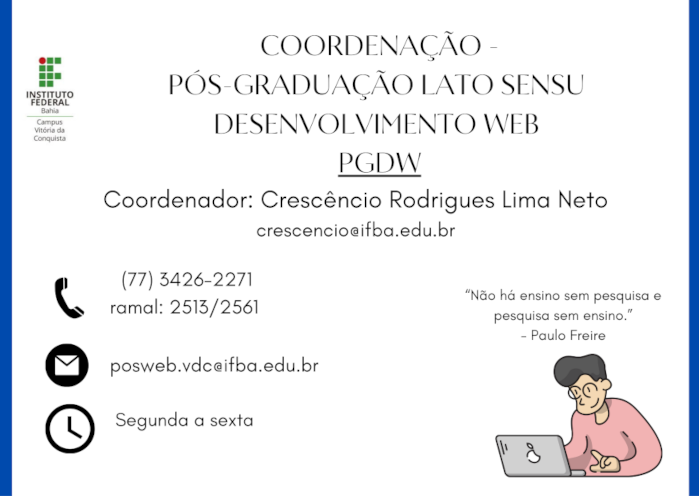 INSTITUTO
FEDERAL
Bahia
Campus
Vitória da
Conquista
COORDENAÇÃO -
PÓS-GRADUAÇÃO LATO SENSU
DESENVOLVIMENTO WEB
PGDW
Coordenador: Crescêncio Rodrigues Lima Neto
crescencio@ifba.edu.br
(77) 3426-2271
ramal: 2513/2561
posweb.vdc@ifba.edu.br
Segunda a sexta
“Não há ensino sem pesquisa e
pesquisa sem ensino.”
- Paulo Freire